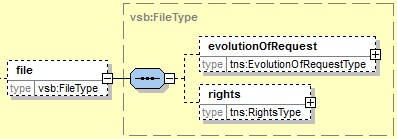 vsb:FileType
evolutionOfRequest
type tns:EvolutionOfRequestType
file
type vsb:FileType
rights
type tns:RightsType